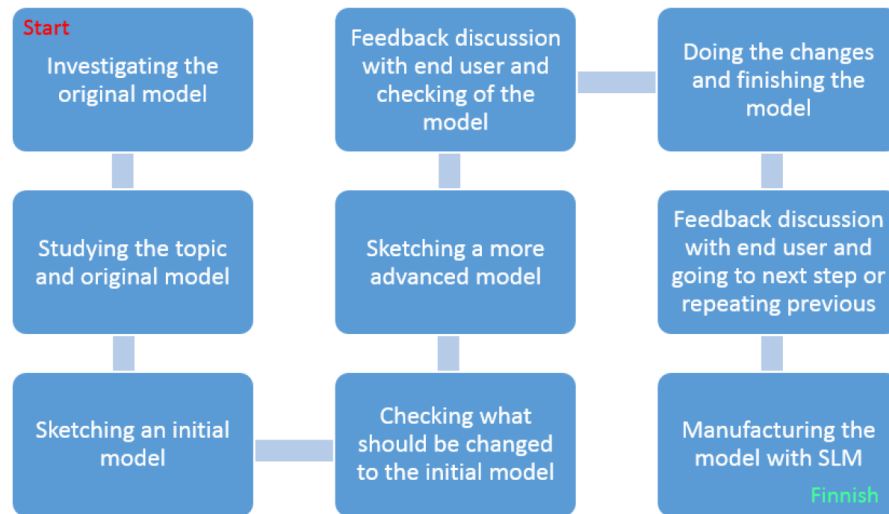 Start
Investigating the
original model
Studying the topic
and original model
Sketching an initial
model
Checking what
should be changed
to the initial model
Sketching a more
advanced model
Feedback discussion
with end user and
checking of the
model
Doing the changes
and finishing the
model
Feedback discussion
with end user and
going to next step or
repeating previous
Manufacturing the
model with SLM
Finnish